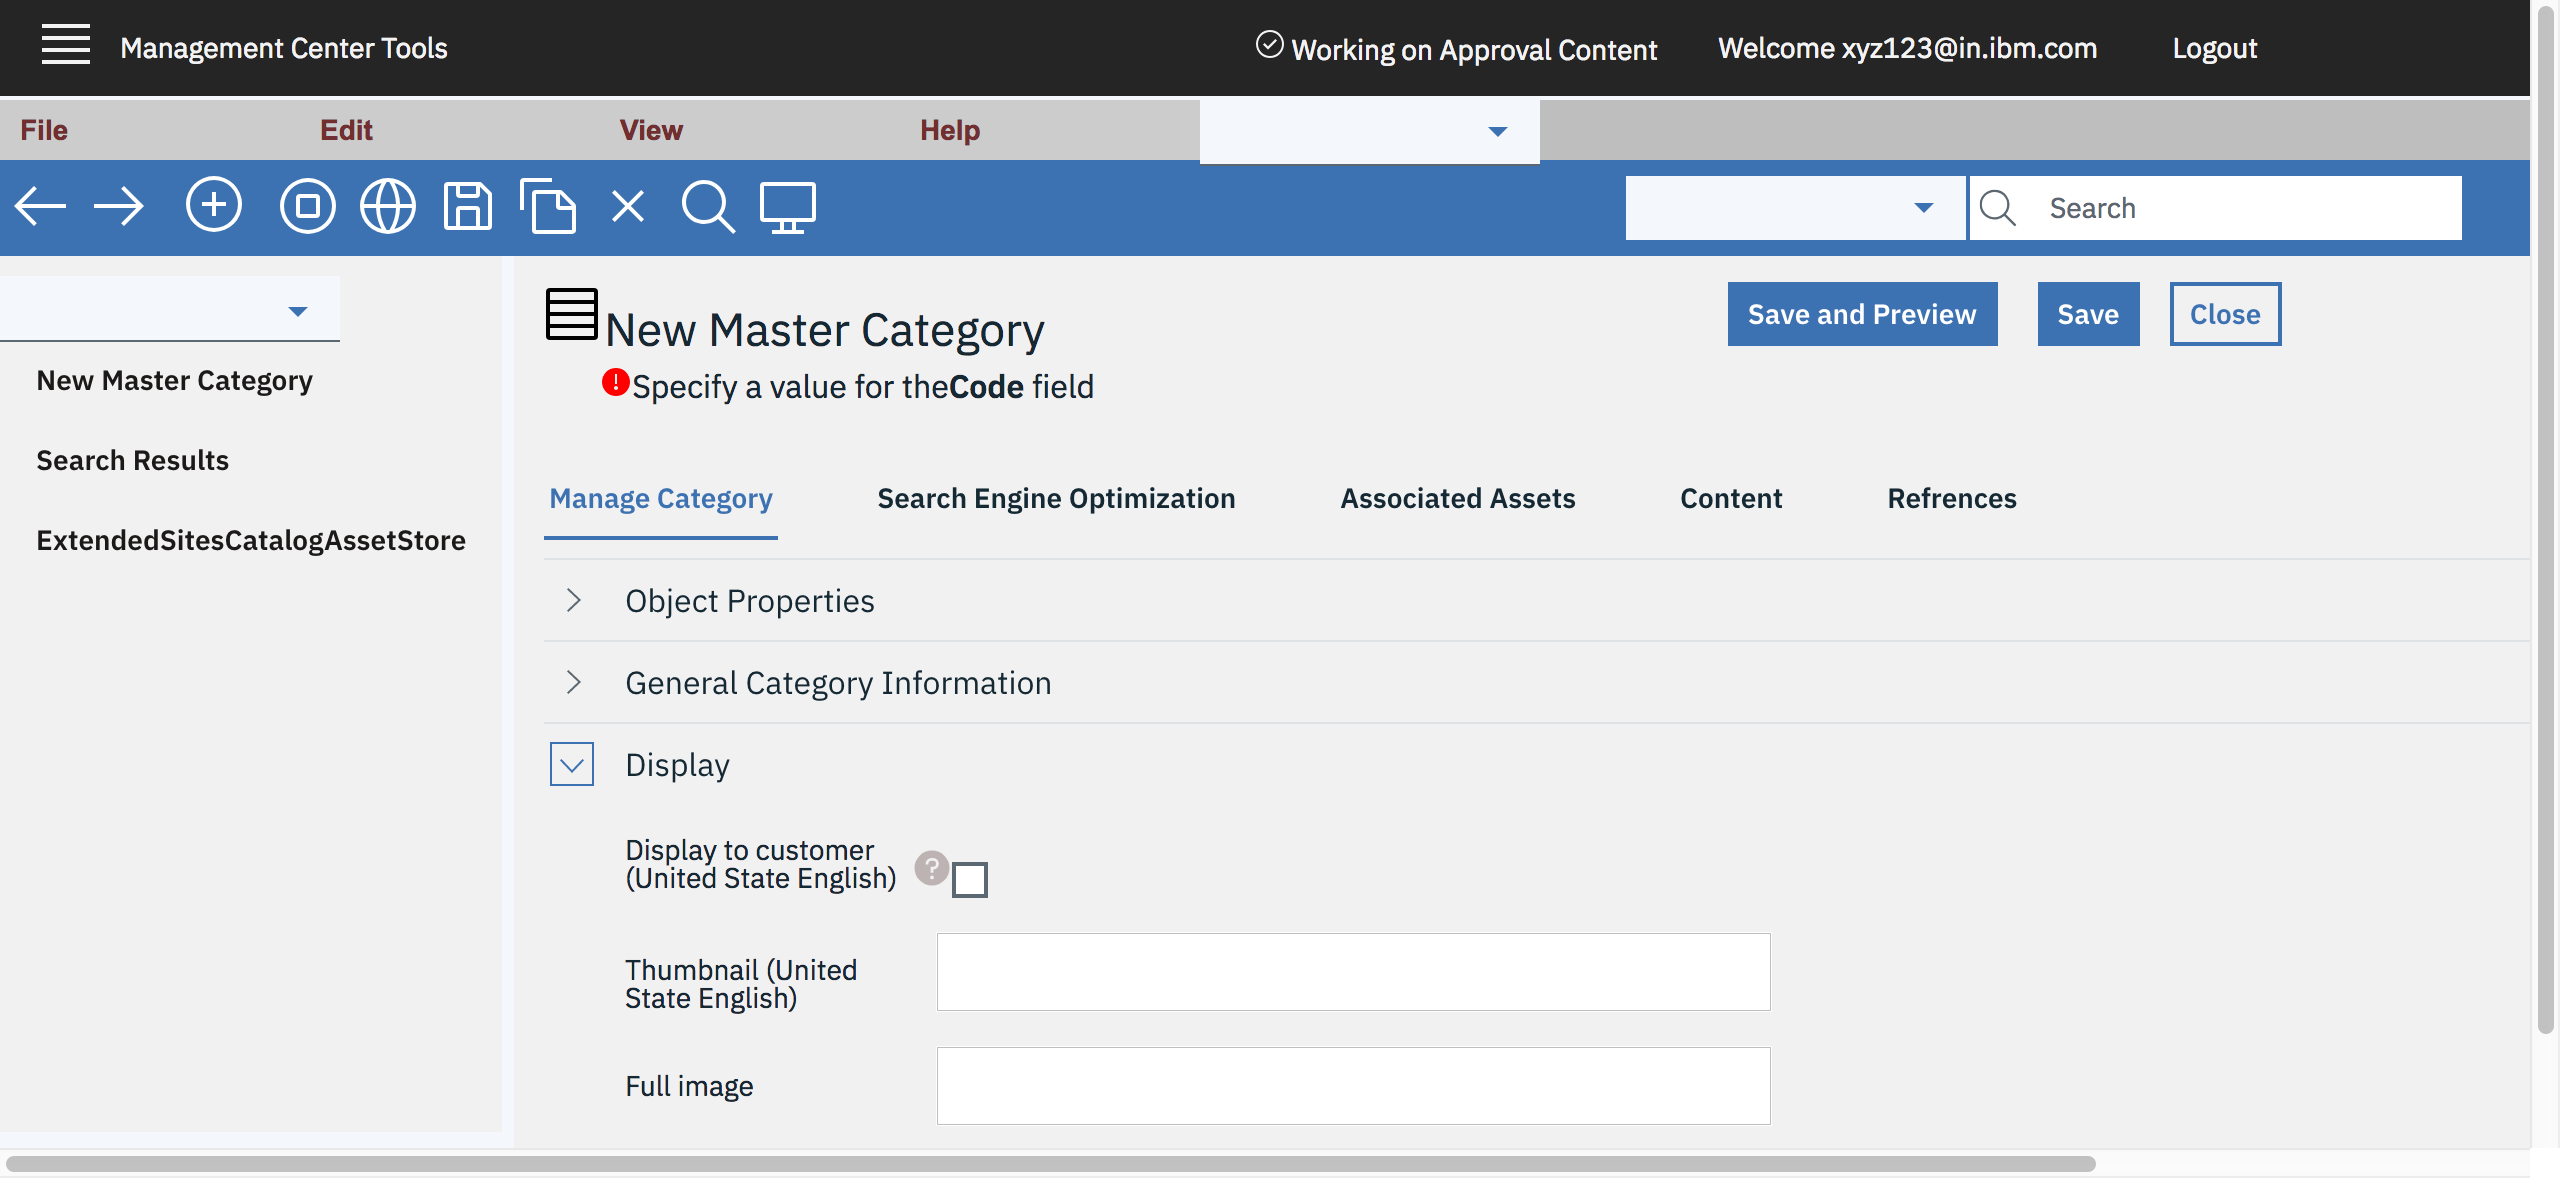 Management Center Tools
Working on Approval Content
Welcome xyz123@in.ibm.com
Logout
File
Edit
View
Help
Search
New Master Category
Search Results
ExtendedSitesCatalogAssetStore
New Master Category
Save and Preview
Save
Close
Specify a value for theCode field
Manage Category
Search Engine Optimization
Associated Assets
Content
Refrences
Object Properties
General Category Information
Display
Display to customer
(United State English)
?
Thumbnail (United
State English)
Full image